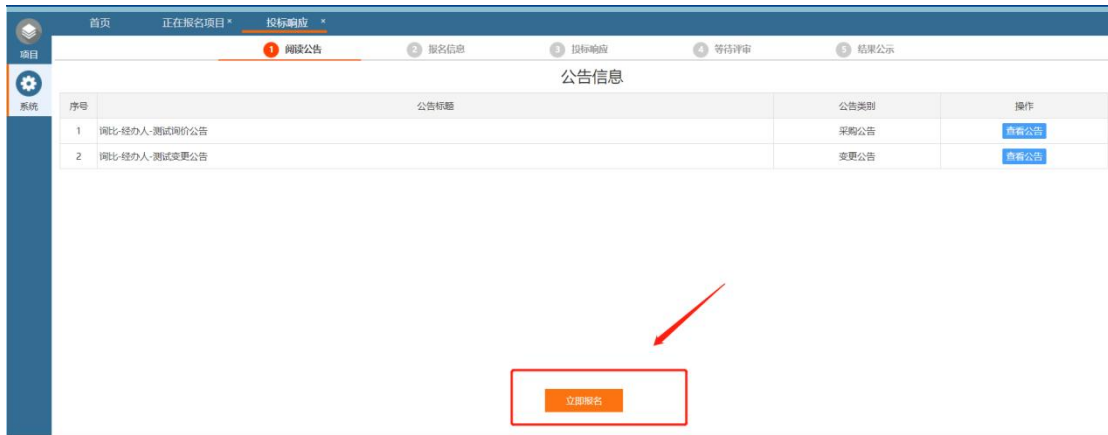 首页 正在报名项目 × 投标响应 ×
项目
1 阅读公告 2 报名信息 3 投标响应 4 等待评审 5 结果公示
公告信息
系统
序号 公告标题 公告类别 操作
1 询比-经办人-测试询价公告 采购公告 查看公告
2 询比-经办人-测试变更公告 变更公告 查看公告
立即报名